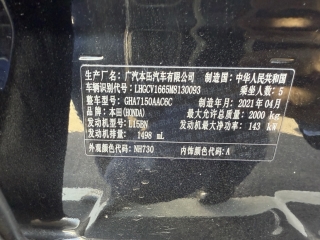 生产厂名：广汽本田汽车有限公司 制造国：中华人民共和国
车辆识别代号：LHGCV1665M8130093 乘坐人数：5
整车型号：GHA7150AAC6C 制造年月：2021年04月
品牌：本田(HONDA) 最大允许总质量：2000 kg
发动机型号：L15BN 发动机最大净功率：143 kW
发动机排量：1498 mL
外观颜色代码：NH730 内饰颜色代码：A